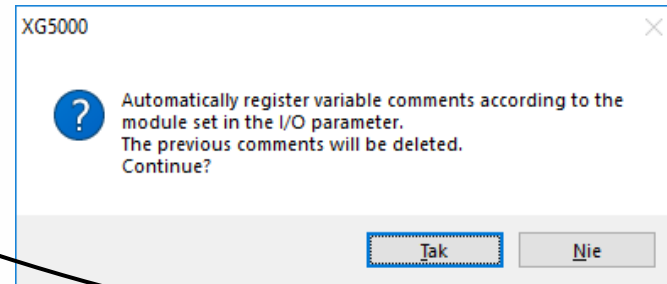 XG5000
Automatically register variable comments according to the
module set in the I/O parameter.
The previous comments will be deleted.
Continue?
Tak
Nie